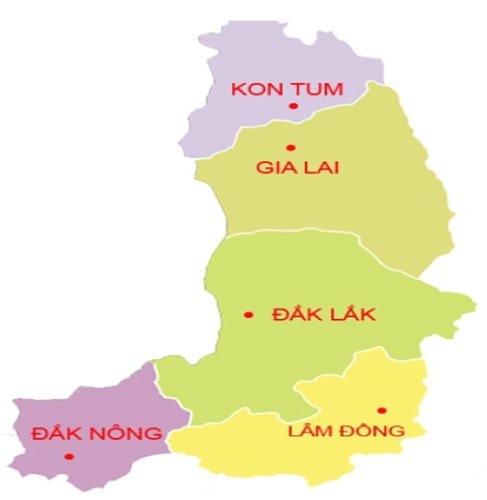 KON TUM
GIA LAI
ĐẮK LẮK
ĐẮK NÔNG
LÂM ĐỒNG